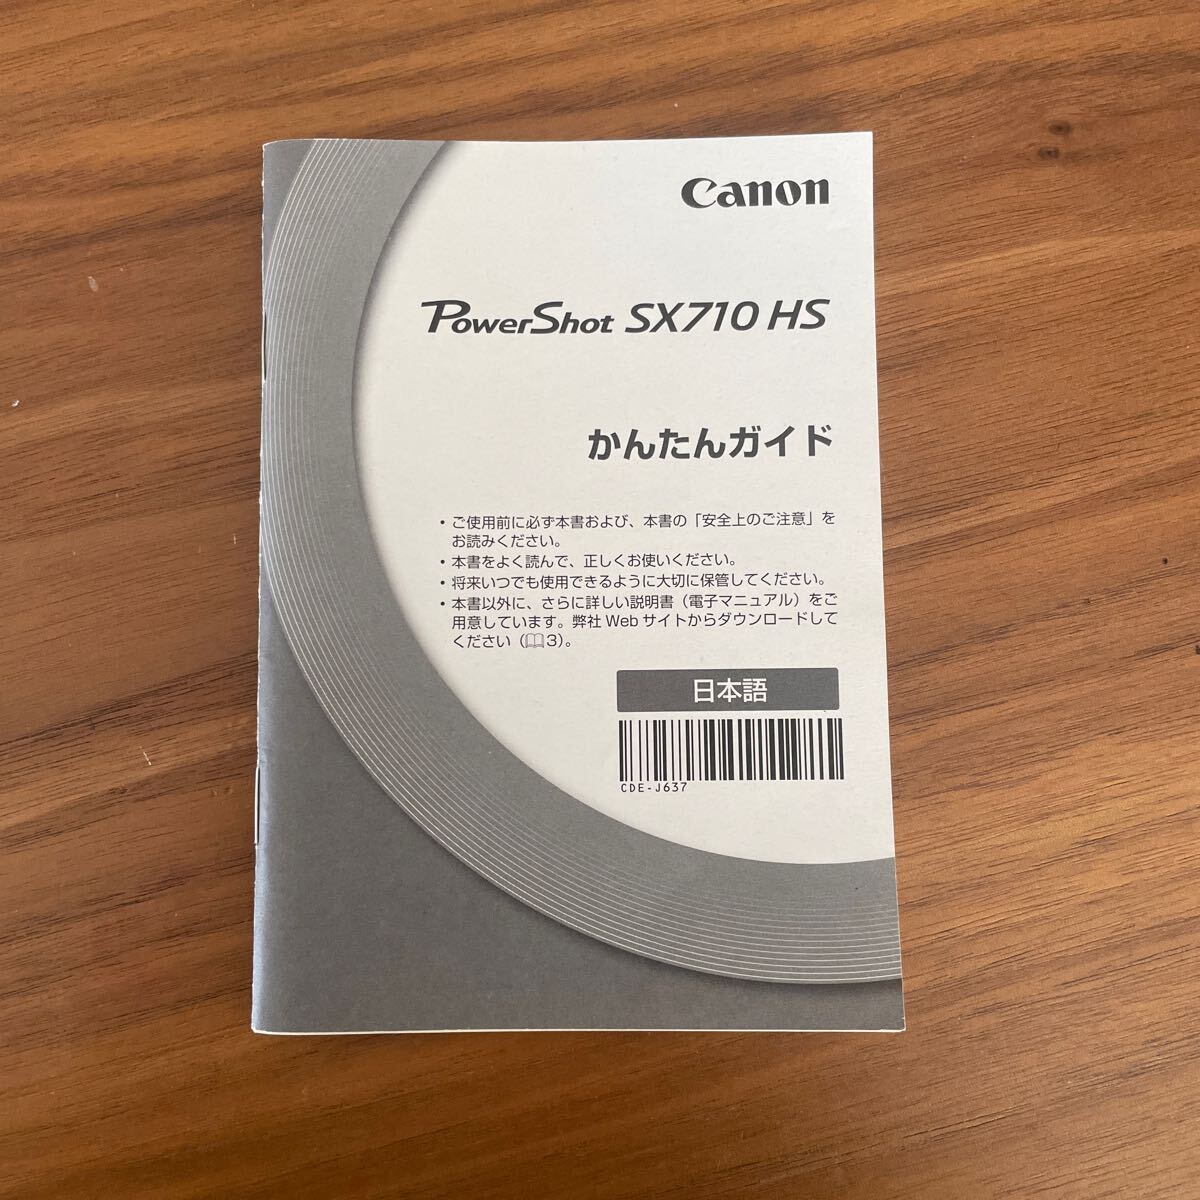 Canon
PowerShot SX710 HS
かんたんガイド
・ご使用前に必ず本書および、本書の「安全上のご注意」を
お読みください。
・本書をよく読んで、正しくお使いください。
・将来いつでも使用できるように大切に保管してください。
・本書以外に、さらに詳しい説明書（電子マニュアル）をご
用意しています。弊社 Web サイトからダウンロードして
ください（📖3）。
日本語
CDE-J637